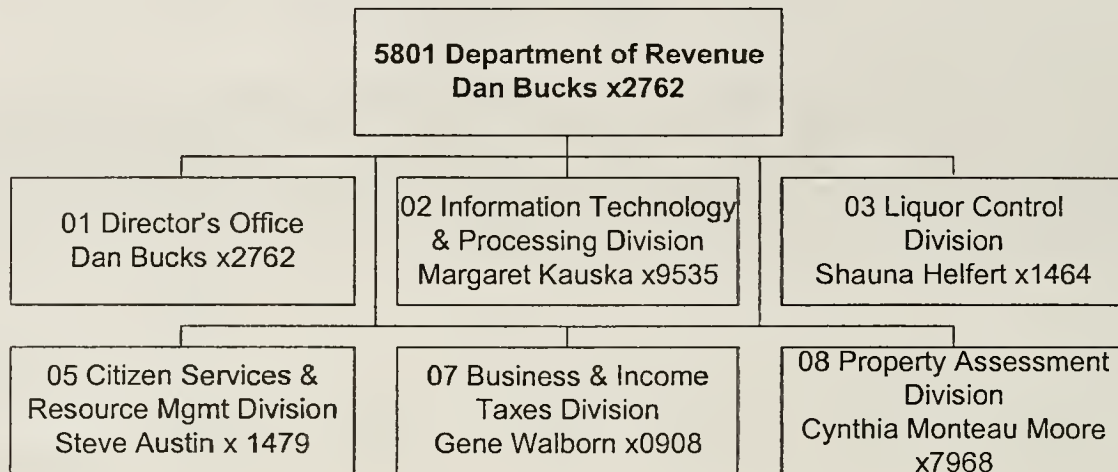 5801 Department of Revenue
Dan Bucks x2762
01 Director's Office
Dan Bucks x2762
02 Information Technology
& Processing Division
Margaret Kauska x9535
03 Liquor Control
Division
Shauna Helfert x1464
05 Citizen Services &
Resource Mgmt Division
Steve Austin x 1479
07 Business & Income
Taxes Division
Gene Walborn x0908
08 Property Assessment
Division
Cynthia Monteau Moore
x7968